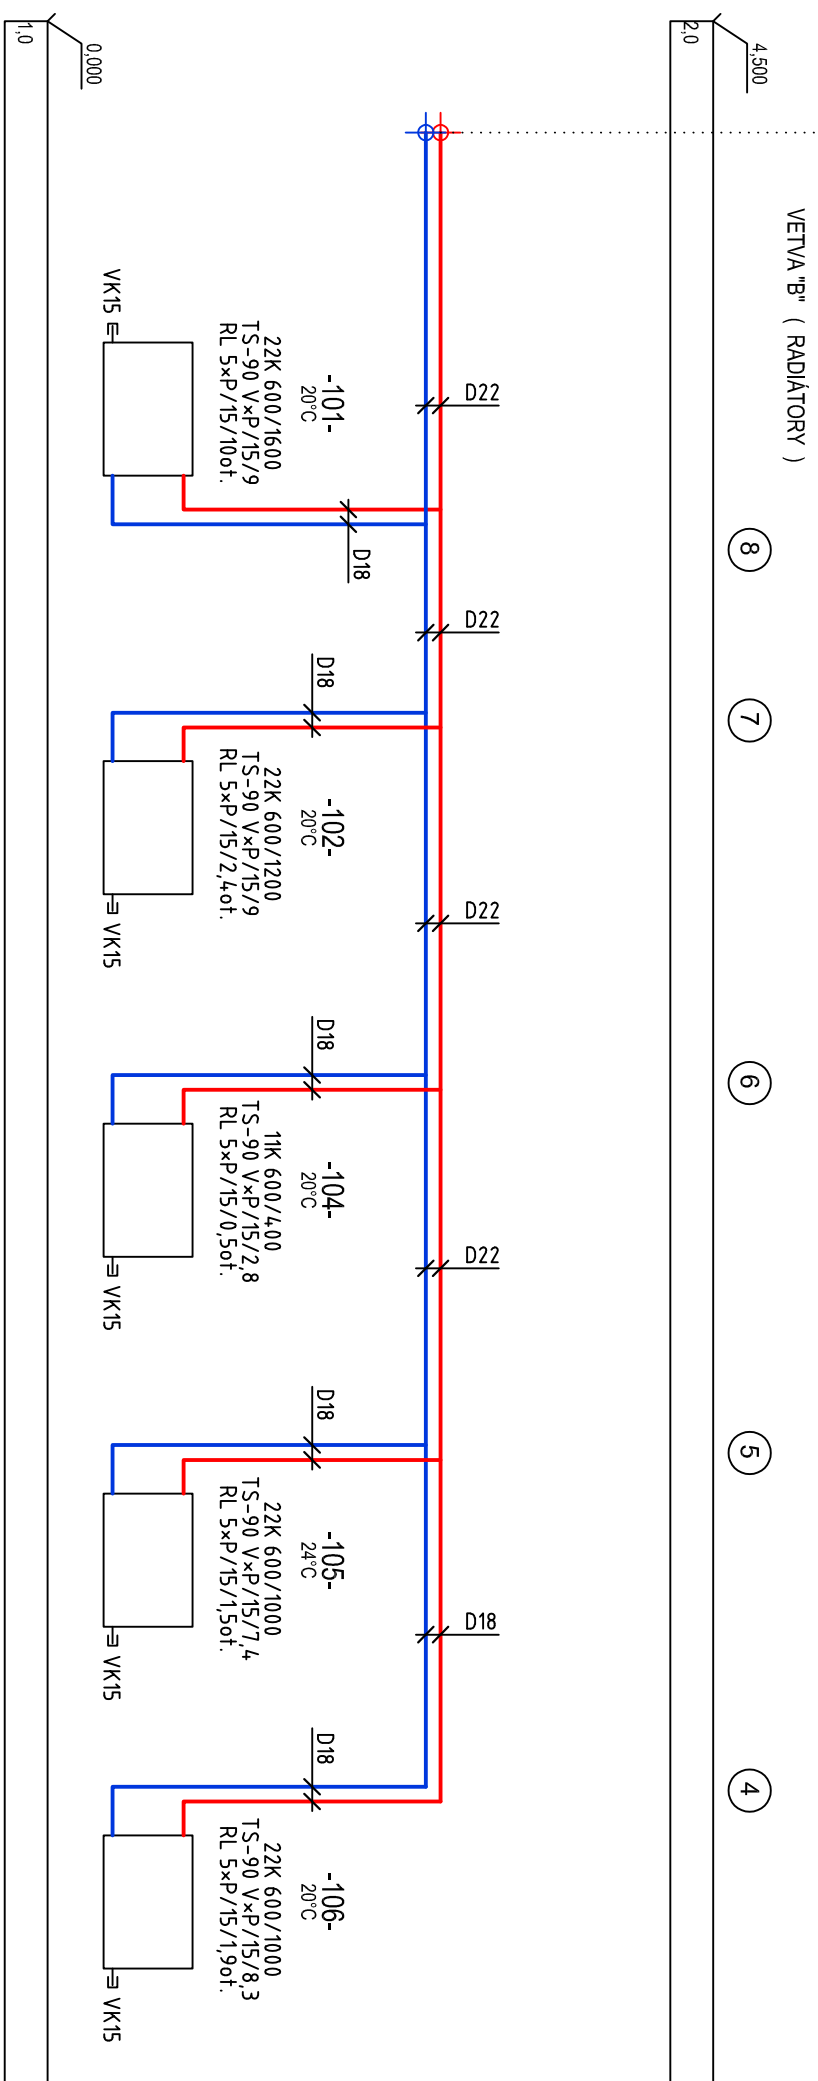 VETVA "B" ( RADIÁTORY )
4,500
2,0
8
7
6
5
4
D22
D22
D22
D22
D18
D18
D18
D18
D18
D18
-101-
20°C
22K 600/1600
TS-90 V×P/15/9
RL 5×P/15/10ot.
VK15
-102-
20°C
22K 600/1200
TS-90 V×P/15/9
RL 5×P/15/2,4ot.
VK15
-104-
20°C
11K 600/400
TS-90 V×P/15/2,8
RL 5×P/15/0,5ot.
VK15
-105-
24°C
22K 600/1000
TS-90 V×P/15/7,4
RL 5×P/15/1,5ot.
VK15
-106-
20°C
22K 600/1000
TS-90 V×P/15/8,3
RL 5×P/15/1,9ot.
VK15
0,000
1,0